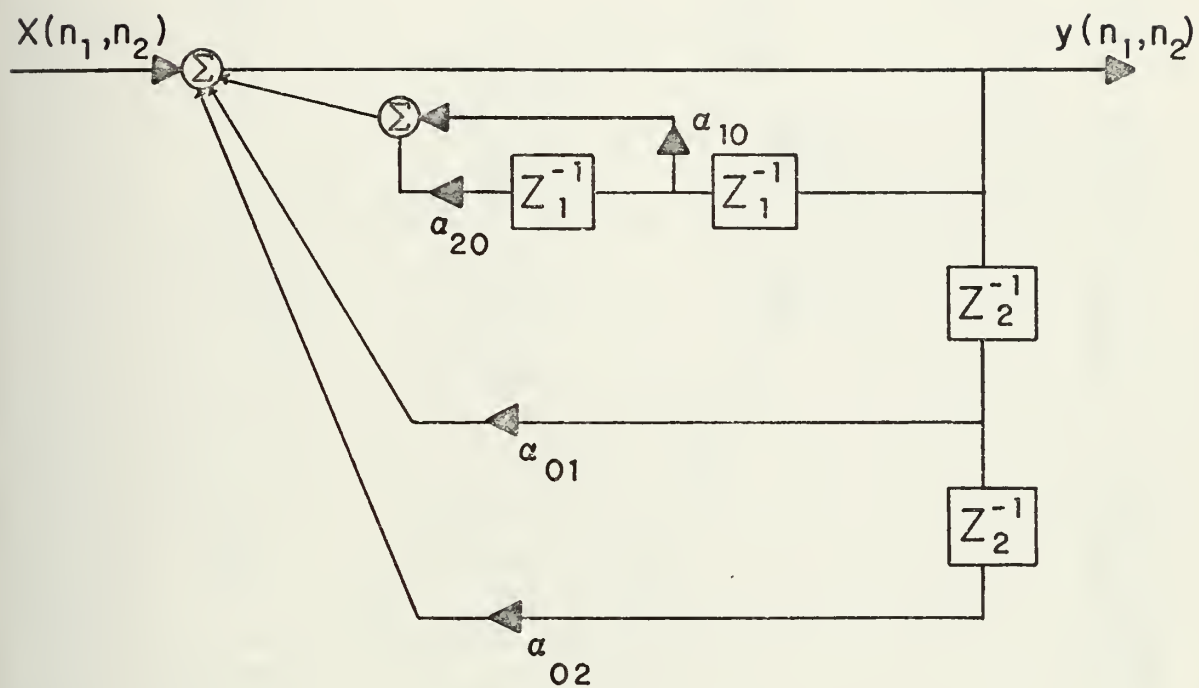 X(n₁,n₂)
y(n₁,n₂)
Σ
Σ
α₁₀
Z₁⁻¹
Z₁⁻¹
α₂₀
Z₂⁻¹
α₀₁
Z₂⁻¹
α₀₂